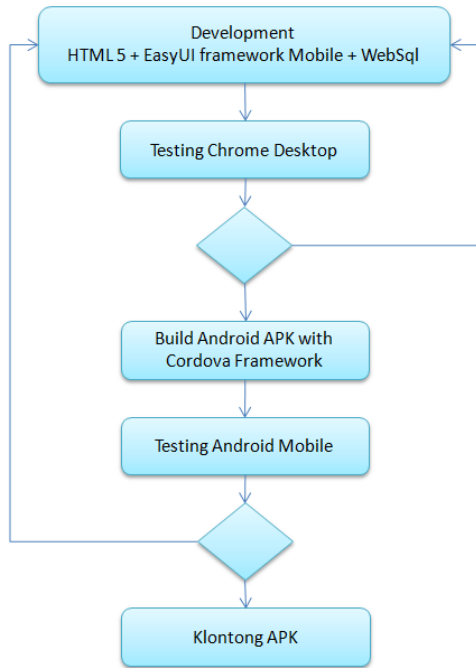 Development
HTML 5 + EasyUI framework Mobile + WebSql
Testing Chrome Desktop
Build Android APK with
Cordova Framework
Testing Android Mobile
Klontong APK